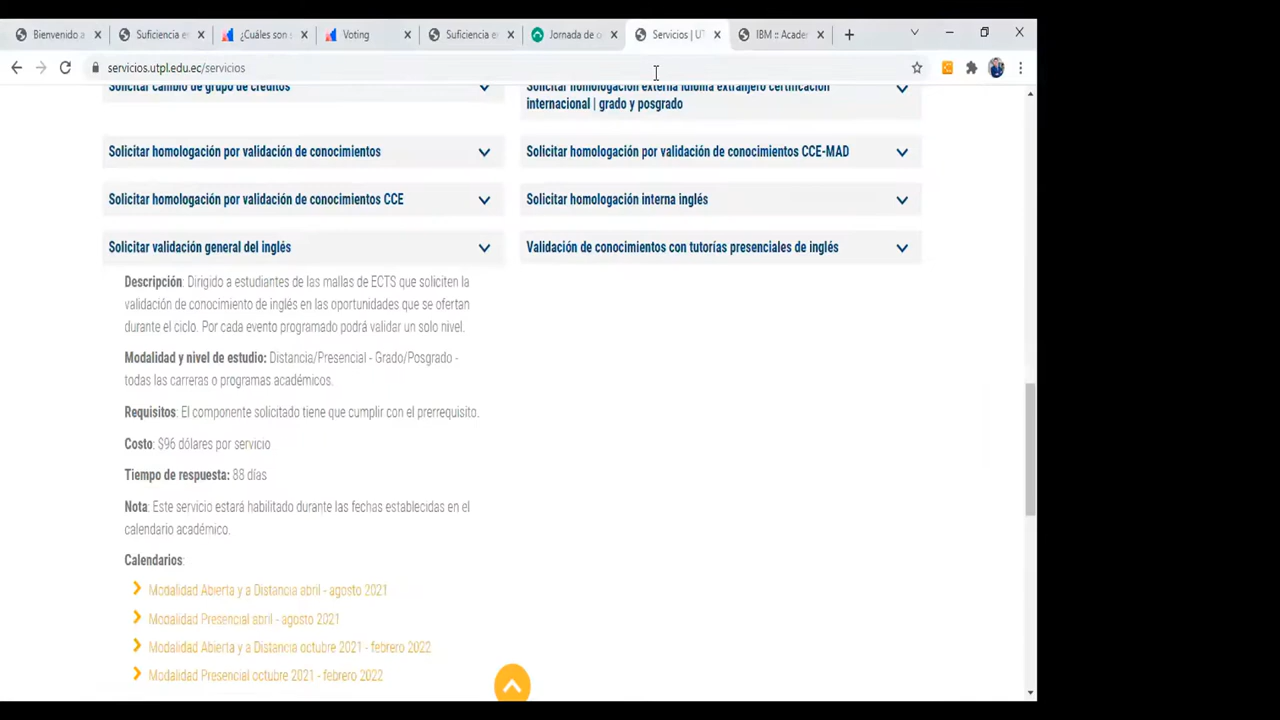 Bienvenido a
Suficiencia e
¿Cuáles son
Voting
Suficiencia e
Jornada de o
Servicios | UT
IBM :: Acade
servicios.utpl.edu.ec/servicios
Solicitar cambio de grupo de créditos
Solicitar homologación externa idioma extranjero certificación
internacional | grado y posgrado
Solicitar homologación por validación de conocimientos
Solicitar homologación por validación de conocimientos CCE-MAD
Solicitar homologación por validación de conocimientos CCE
Solicitar homologación interna inglés
Solicitar validación general del inglés
Validación de conocimientos con tutorías presenciales de inglés
Descripción: Dirigido a estudiantes de las mallas de ECTS que soliciten la
validación de conocimiento de inglés en las oportunidades que se ofertan
durante el ciclo. Por cada evento programado podrá validar un solo nivel.
Modalidad y nivel de estudio: Distancia/Presencial - Grado/Posgrado -
todas las carreras o programas académicos.
Requisitos: El componente solicitado tiene que cumplir con el prerrequisito.
Costo: $96 dólares por servicio
Tiempo de respuesta: 88 días
Nota: Este servicio estará habilitado durante las fechas establecidas en el
calendario académico.
Calendarios:
Modalidad Abierta y a Distancia abril - agosto 2021
Modalidad Presencial abril - agosto 2021
Modalidad Abierta y a Distancia octubre 2021 - febrero 2022
Modalidad Presencial octubre 2021 - febrero 2022